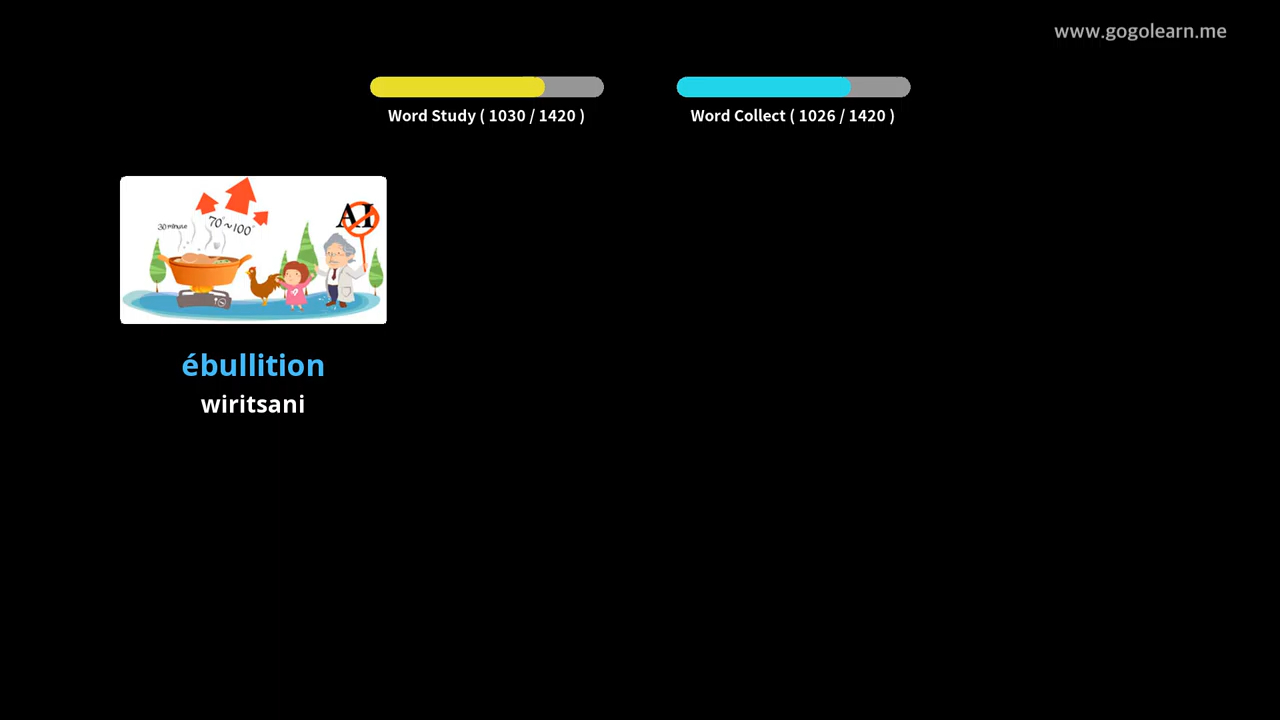 www.gogolearn.me
Word Study ( 1030 / 1420 )
Word Collect ( 1026 / 1420 )
30 minute
70°~100°
AI
ébullition
wiritsani